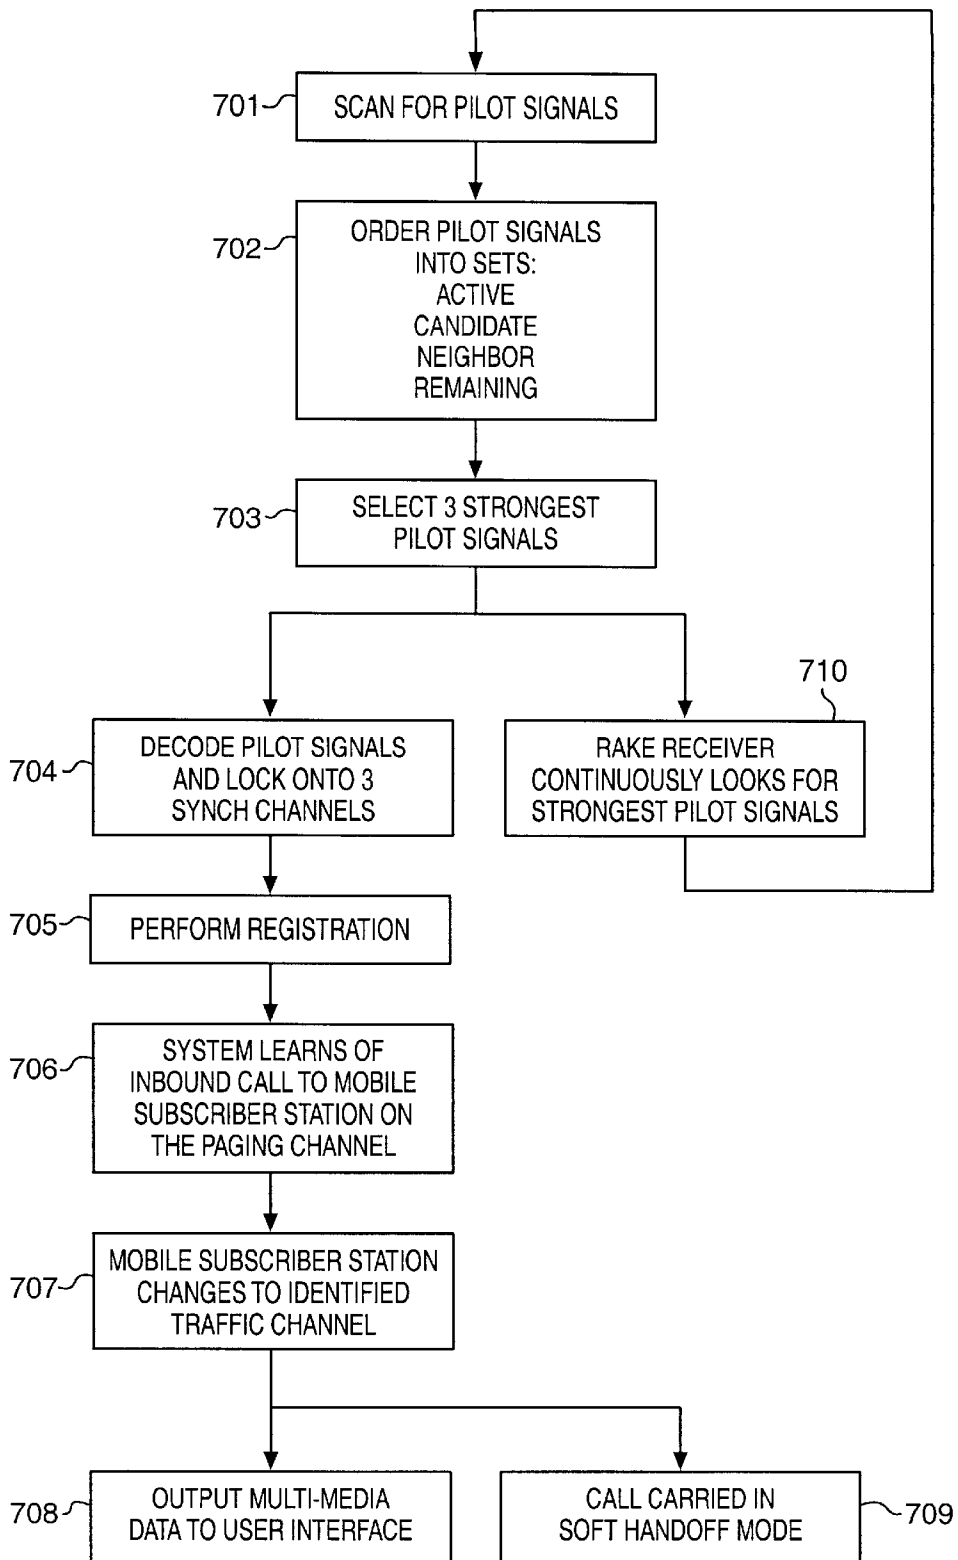 701
SCAN FOR PILOT SIGNALS
702
ORDER PILOT SIGNALS
INTO SETS:
ACTIVE
CANDIDATE
NEIGHBOR
REMAINING
703
SELECT 3 STRONGEST
PILOT SIGNALS
704
DECODE PILOT SIGNALS
AND LOCK ONTO 3
SYNCH CHANNELS
710
RAKE RECEIVER
CONTINUOUSLY LOOKS FOR
STRONGEST PILOT SIGNALS
705
PERFORM REGISTRATION
706
SYSTEM LEARNS OF
INBOUND CALL TO MOBILE
SUBSCRIBER STATION ON
THE PAGING CHANNEL
707
MOBILE SUBSCRIBER STATION
CHANGES TO IDENTIFIED
TRAFFIC CHANNEL
708
OUTPUT MULTI-MEDIA
DATA TO USER INTERFACE
CALL CARRIED IN
SOFT HANDOFF MODE
709